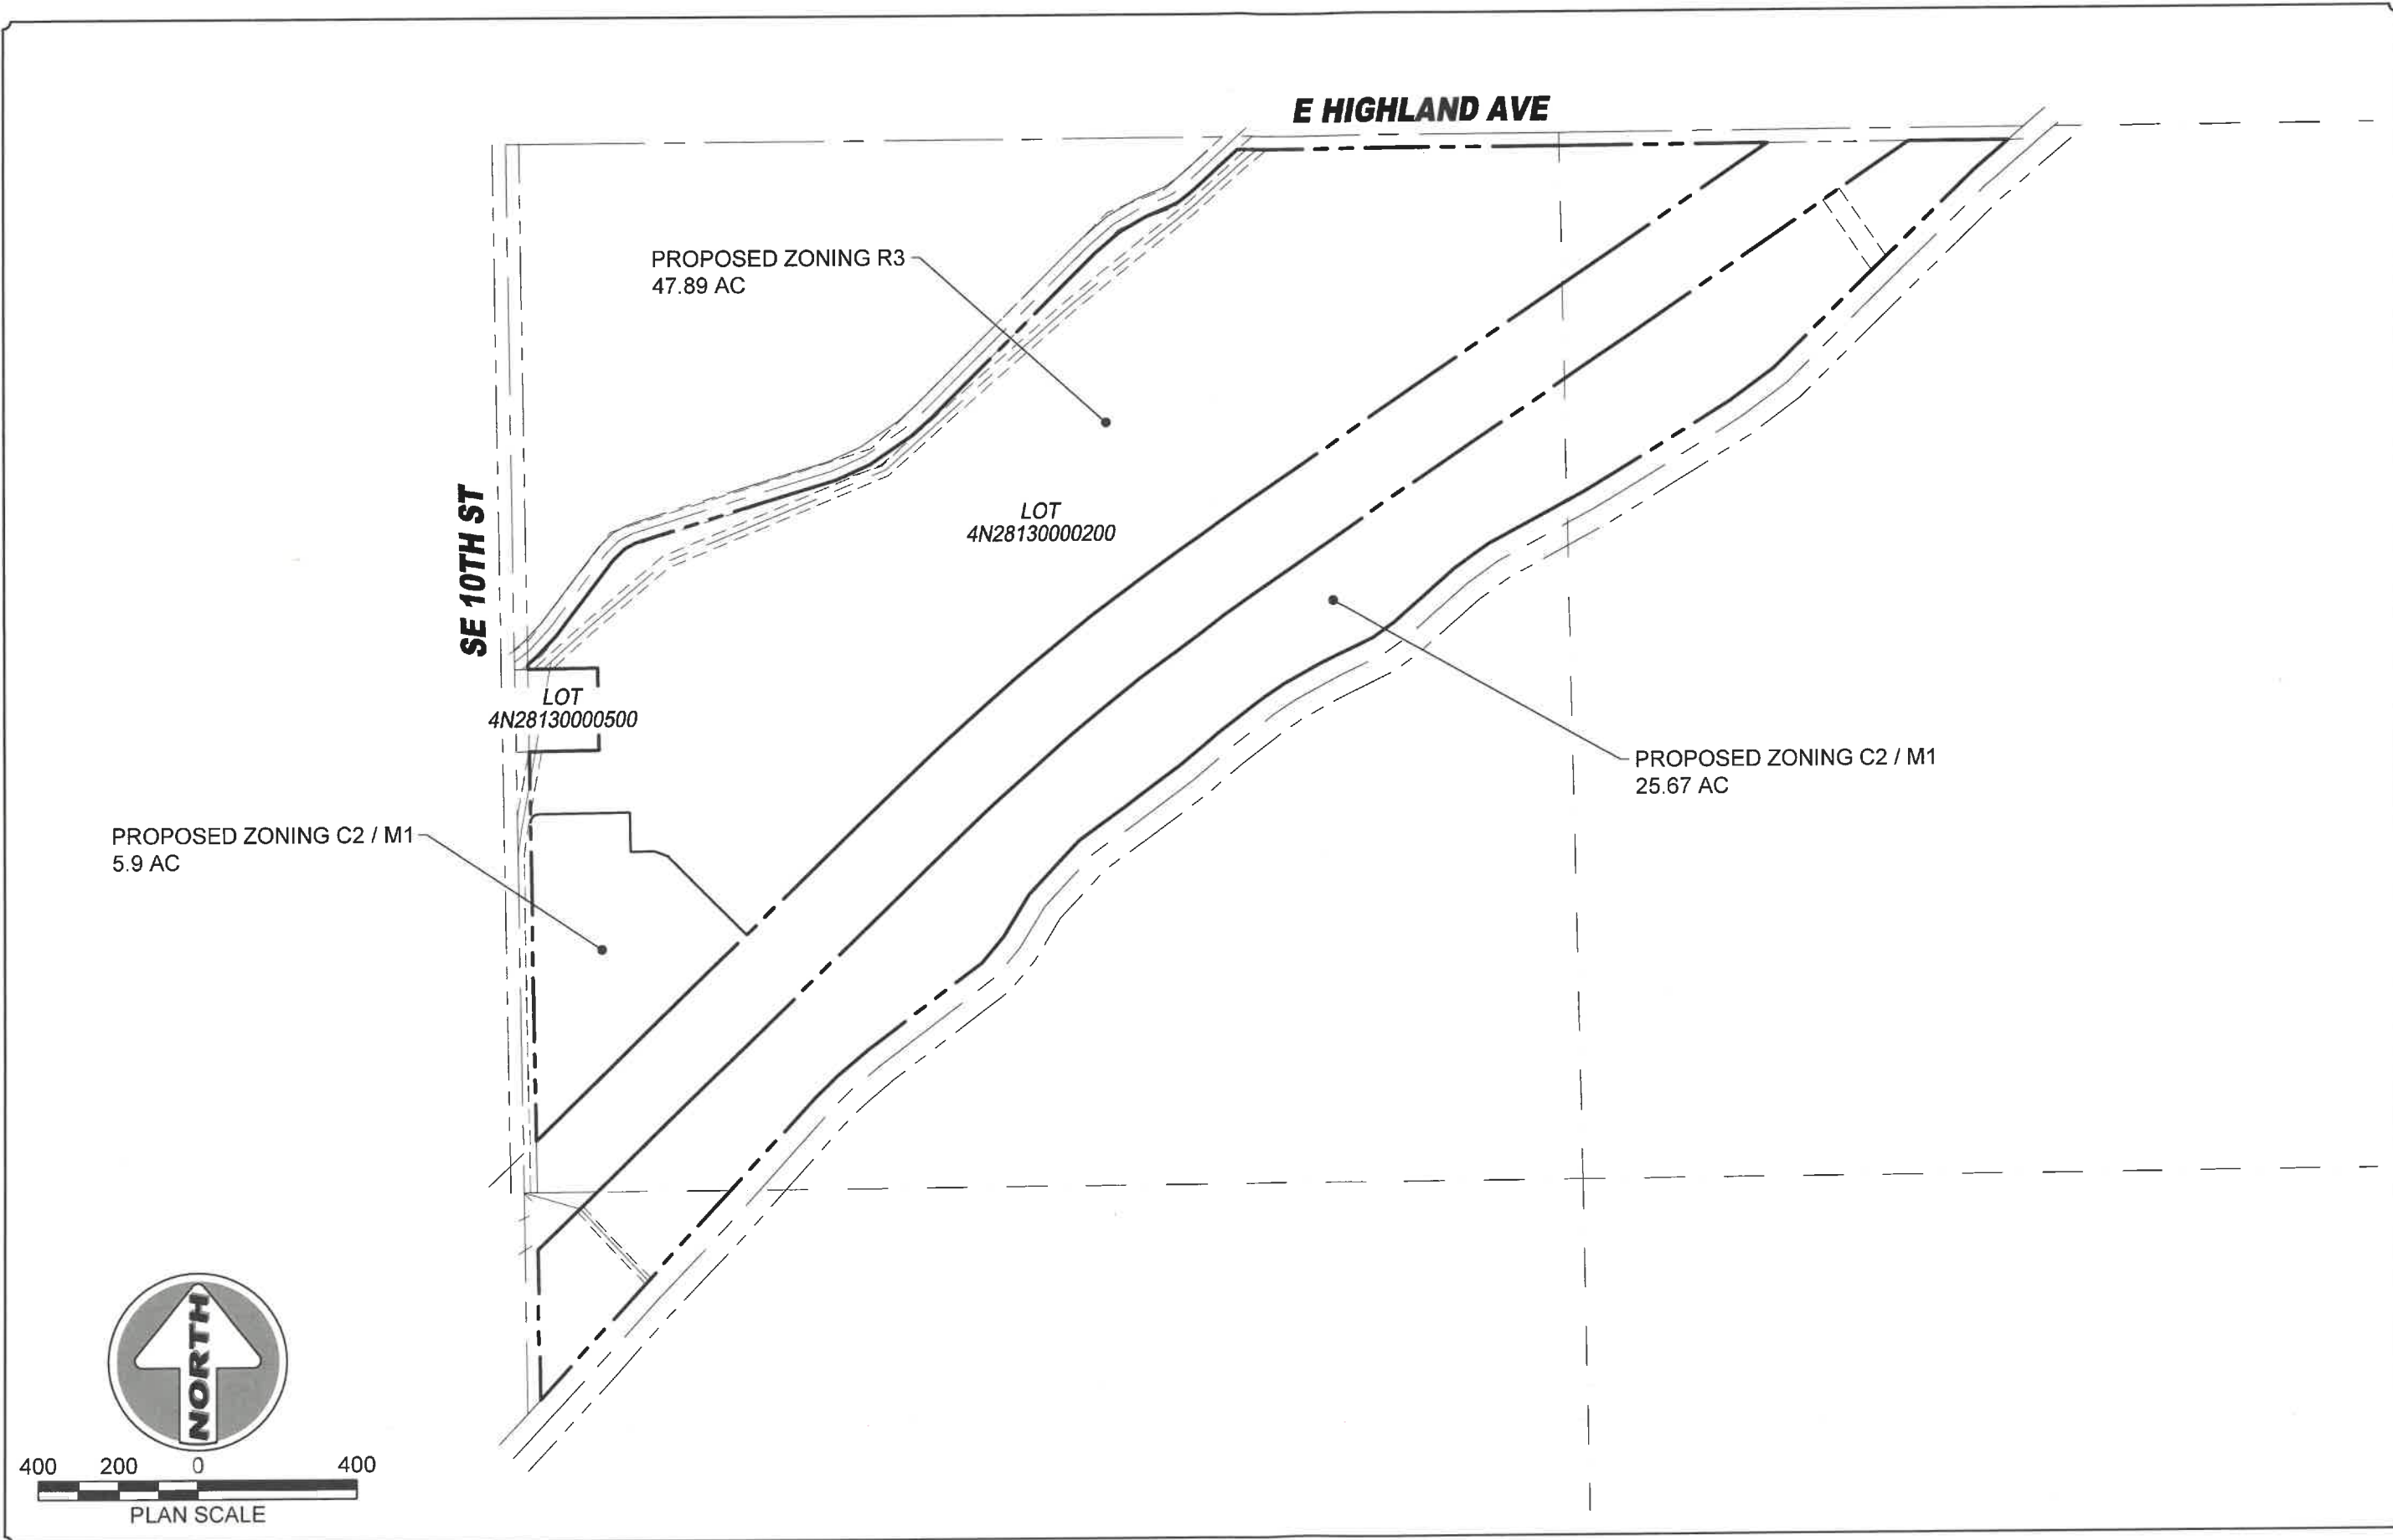 E HIGHLAND AVE
PROPOSED ZONING R3
47.89 AC
SE 10TH ST
LOT
4N28130000200
LOT
4N28130000500
PROPOSED ZONING C2 / M1
25.67 AC
PROPOSED ZONING C2 / M1
5.9 AC
NORTH
400 200 0 400
PLAN SCALE